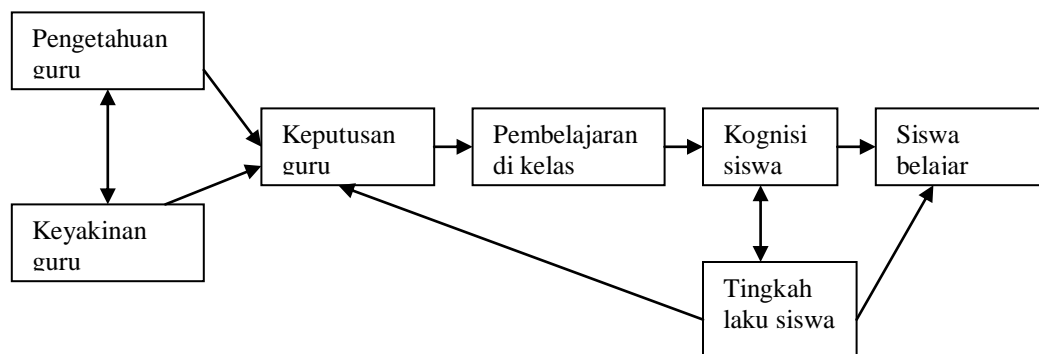 Pengetahuan
guru
Keputusan
guru
Pembelajaran
di kelas
Kognisi
siswa
Siswa
belajar
Keyakinan
guru
Tingkah
laku siswa